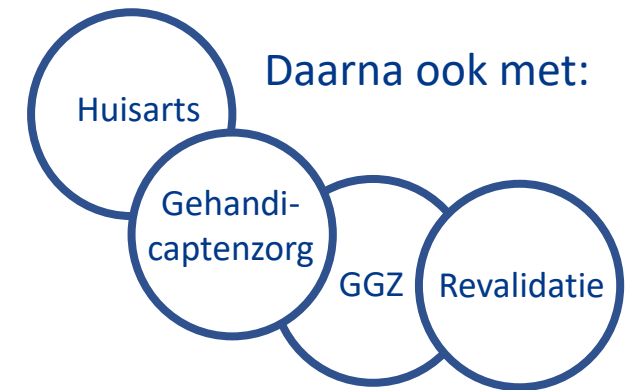 Daarna ook met:
Huisarts
Gehandi-
captenzorg
GGZ
Revalidatie